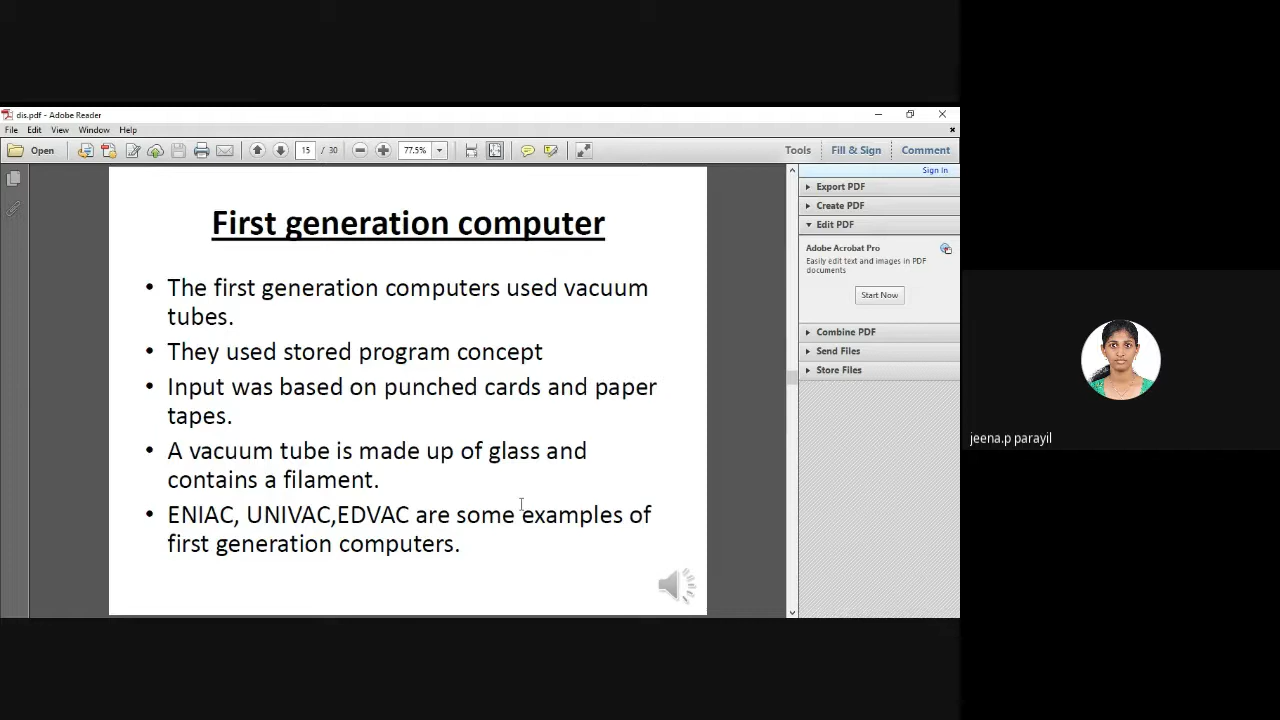 dis.pdf - Adobe Reader
File Edit View Window Help
Open 15 / 30 77.5% Tools Fill & Sign Comment
Sign In
Export PDF
Create PDF
Edit PDF
Adobe Acrobat Pro
Easily edit text and images in PDF
documents
Start Now
Combine PDF
Send Files
Store Files
First generation computer
• The first generation computers used vacuum
tubes.
• They used stored program concept
• Input was based on punched cards and paper
tapes.
• A vacuum tube is made up of glass and
contains a filament.
• ENIAC, UNIVAC,EDVAC are some examples of
first generation computers.
jeena.p parayil